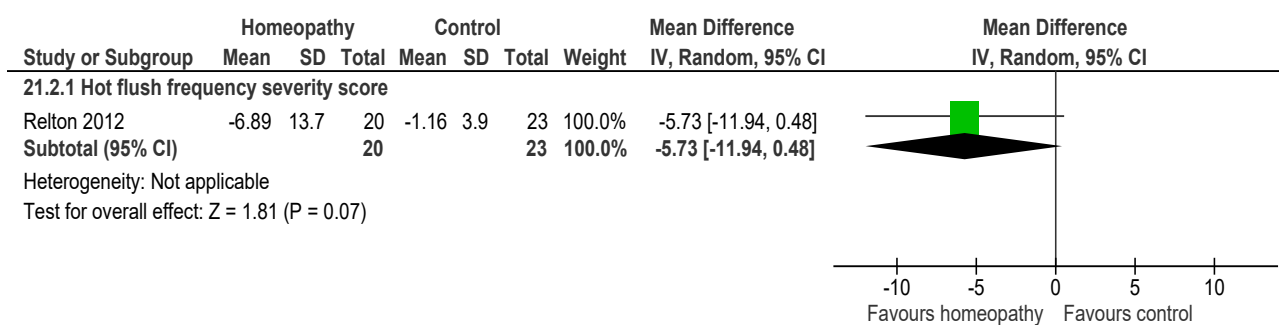 Homeopathy Control Mean Difference Mean Difference
Study or Subgroup Mean SD Total Mean SD Total Weight IV, Random, 95% CI IV, Random, 95% CI
21.2.1 Hot flush frequency severity score
Relton 2012 -6.89 13.7 20 -1.16 3.9 23 100.0% -5.73 [-11.94, 0.48]
Subtotal (95% CI) 20 23 100.0% -5.73 [-11.94, 0.48]
Heterogeneity: Not applicable
Test for overall effect: Z = 1.81 (P = 0.07)
-10 -5 0 5 10
Favours homeopathy Favours control